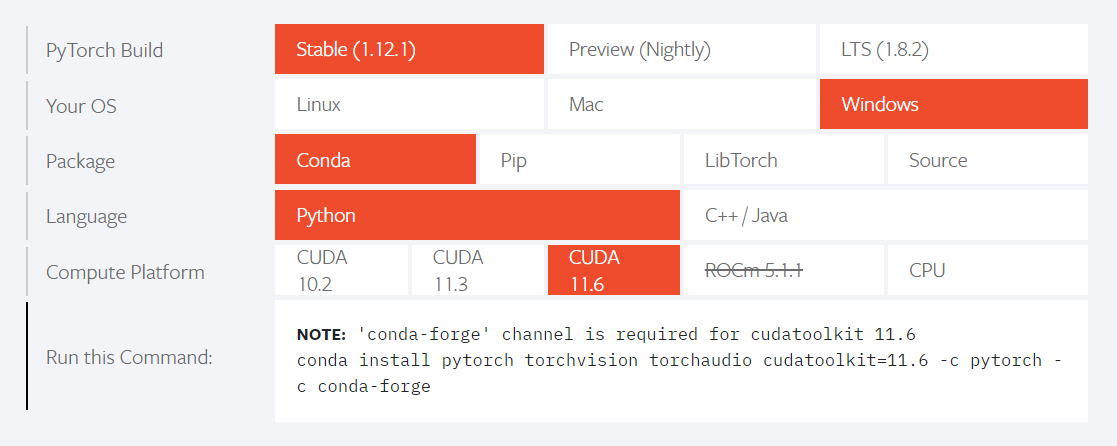 PyTorch Build
Stable (1.12.1)
Preview (Nightly)
LTS (1.8.2)
Your OS
Linux
Mac
Windows
Package
Conda
Pip
LibTorch
Source
Language
Python
C++ / Java
Compute Platform
CUDA
10.2
CUDA
11.3
CUDA
11.6
ROCm 5.1.1
CPU
Run this Command:
NOTE: 'conda-forge' channel is required for cudatoolkit 11.6
conda install pytorch torchvision torchaudio cudatoolkit=11.6 -c pytorch -
c conda-forge